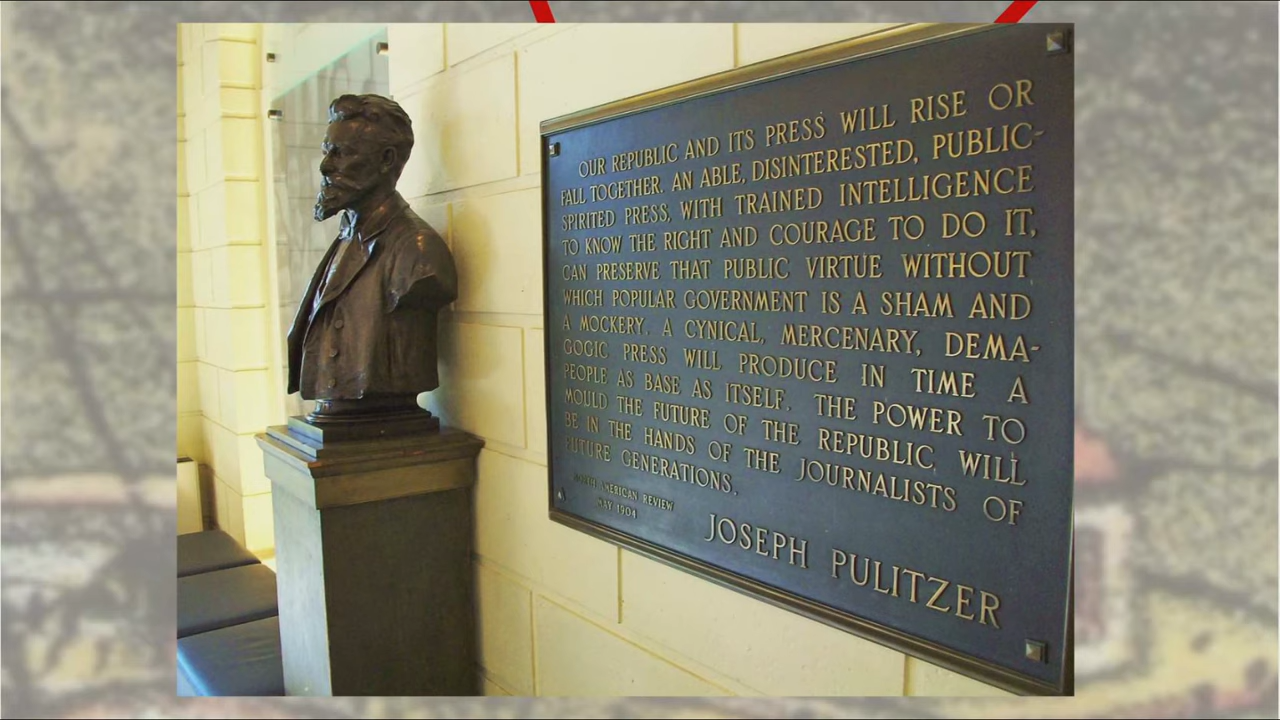 OUR REPUBLIC AND ITS PRESS WILL RISE OR
FALL TOGETHER. AN ABLE, DISINTERESTED, PUBLIC-
SPIRITED PRESS, WITH TRAINED INTELLIGENCE
TO KNOW THE RIGHT AND COURAGE TO DO IT,
CAN PRESERVE THAT PUBLIC VIRTUE WITHOUT
WHICH POPULAR GOVERNMENT IS A SHAM AND
A MOCKERY. A CYNICAL, MERCENARY, DEMA-
GOGIC PRESS WILL PRODUCE IN TIME A
PEOPLE AS BASE AS ITSELF. THE POWER TO
MOULD THE FUTURE OF THE REPUBLIC WILL
BE IN THE HANDS OF THE JOURNALISTS OF
FUTURE GENERATIONS.
NORTH AMERICAN REVIEW
MAY 1904
JOSEPH PULITZER